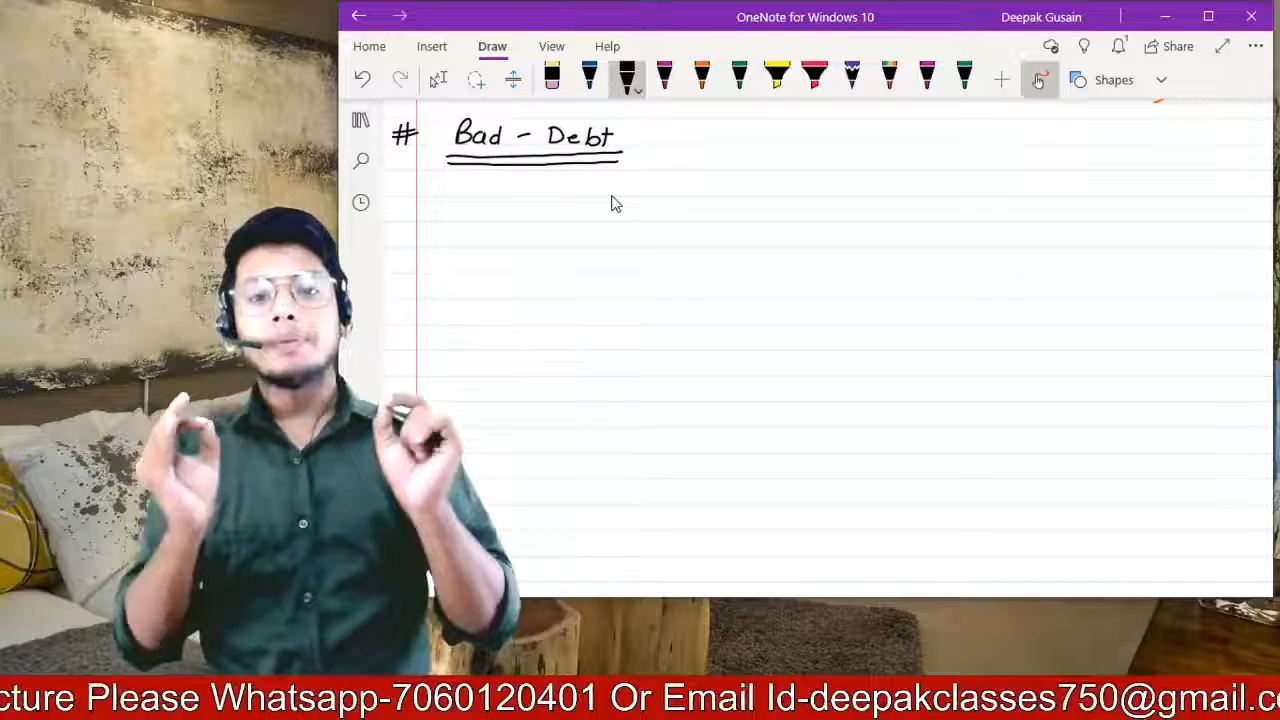 OneNote for Windows 10
Deepak Gusain
Home Insert Draw View Help
Share
Shapes
# Bad - Debt
cture Please Whatsapp-7060120401 Or Email Id-deepakclasses750@gmail.c